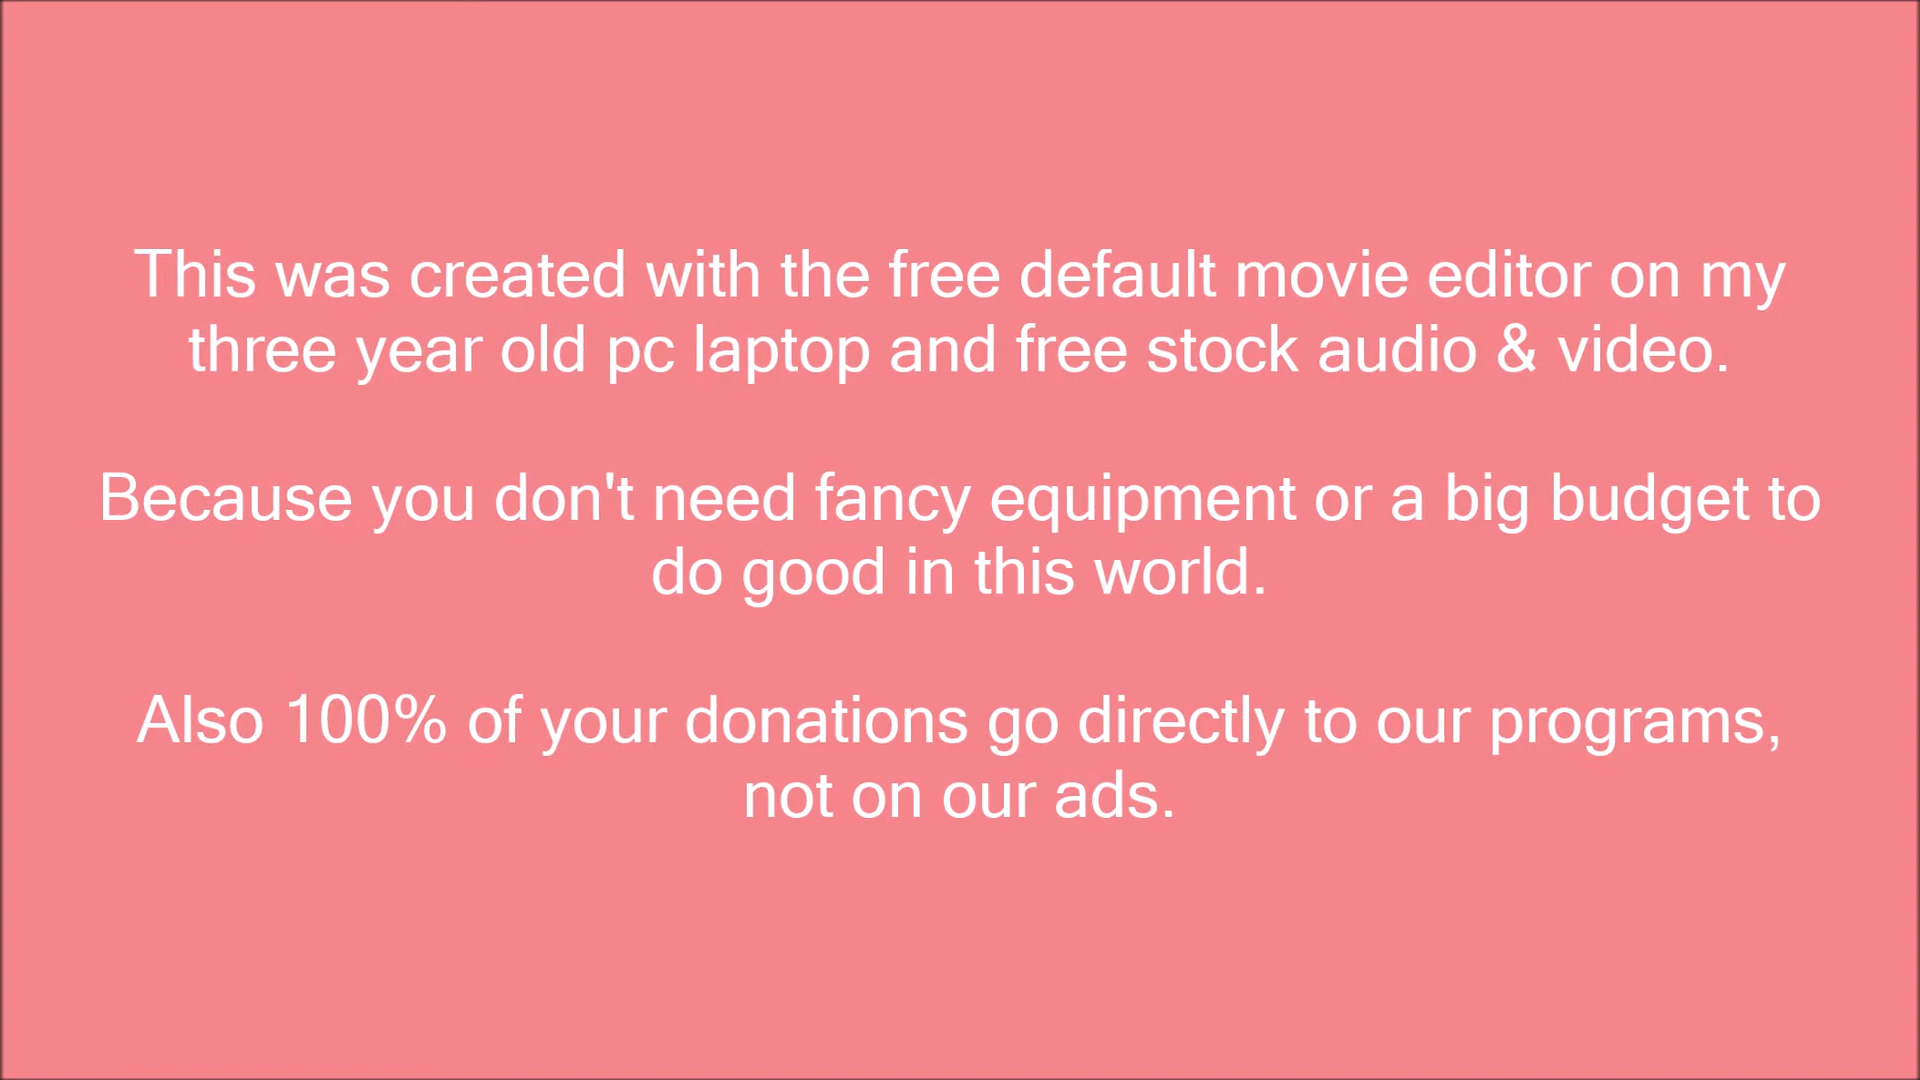 This was created with the free default movie editor on my
three year old pc laptop and free stock audio & video.
Because you don't need fancy equipment or a big budget to
do good in this world.
Also 100% of your donations go directly to our programs,
not on our ads.